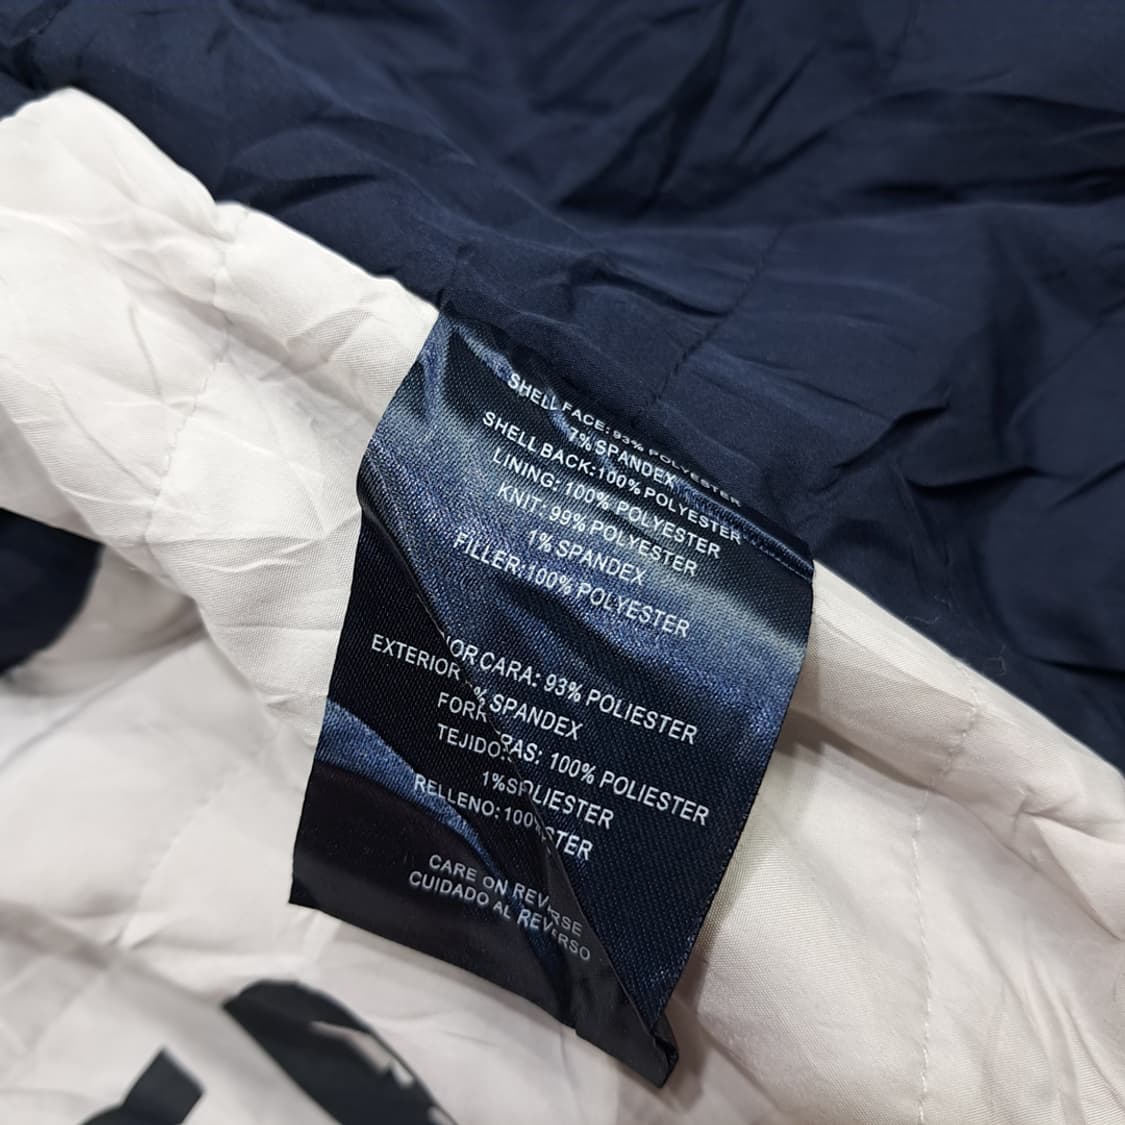 SHELL FACE: 93% POLYESTER
7% SPANDEX
SHELL BACK: 100% POLYESTER
LINING: 100% POLYESTER
KNIT: 99% POLYESTER
1% SPANDEX
FILLER: 100% POLYESTER
EXTERIOR CARA: 93% POLIESTER
% SPANDEX
100% POLIESTER
1%
RELLENO: 100%
CARE ON REVERSE
CUIDADO AL REVERSO